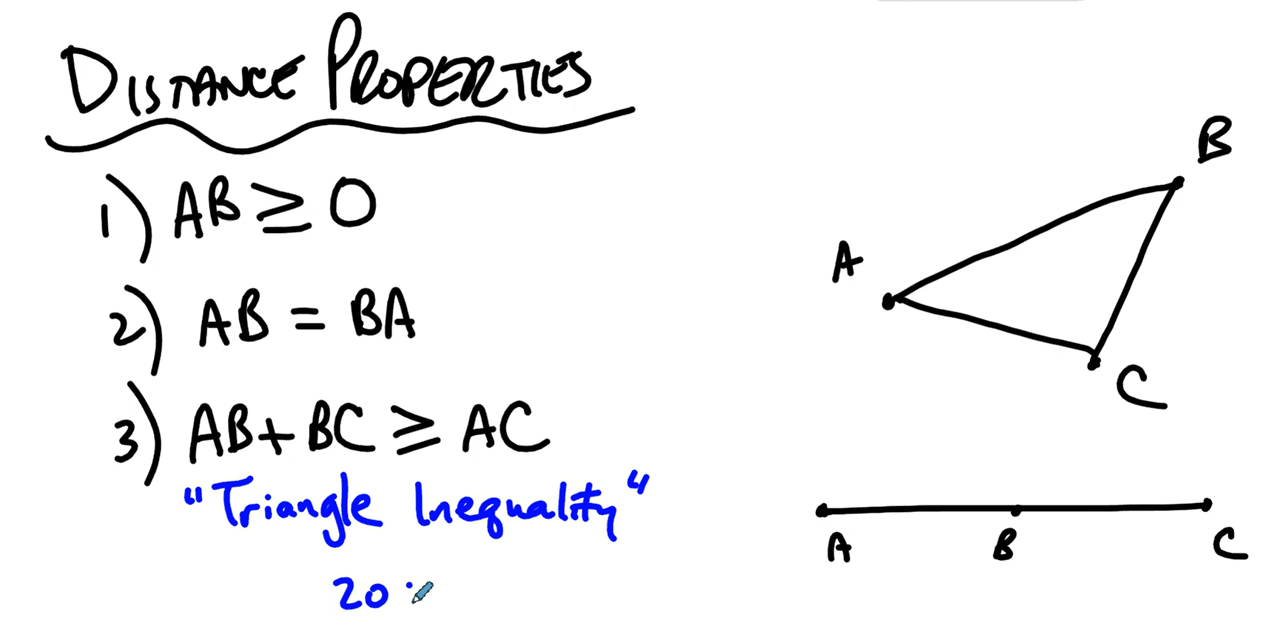 DISTANCE PROPERTIES
1) AB ≥ 0
2) AB = BA
3) AB + BC ≥ AC
"Triangle Inequality"
20
B
A
C
A B C